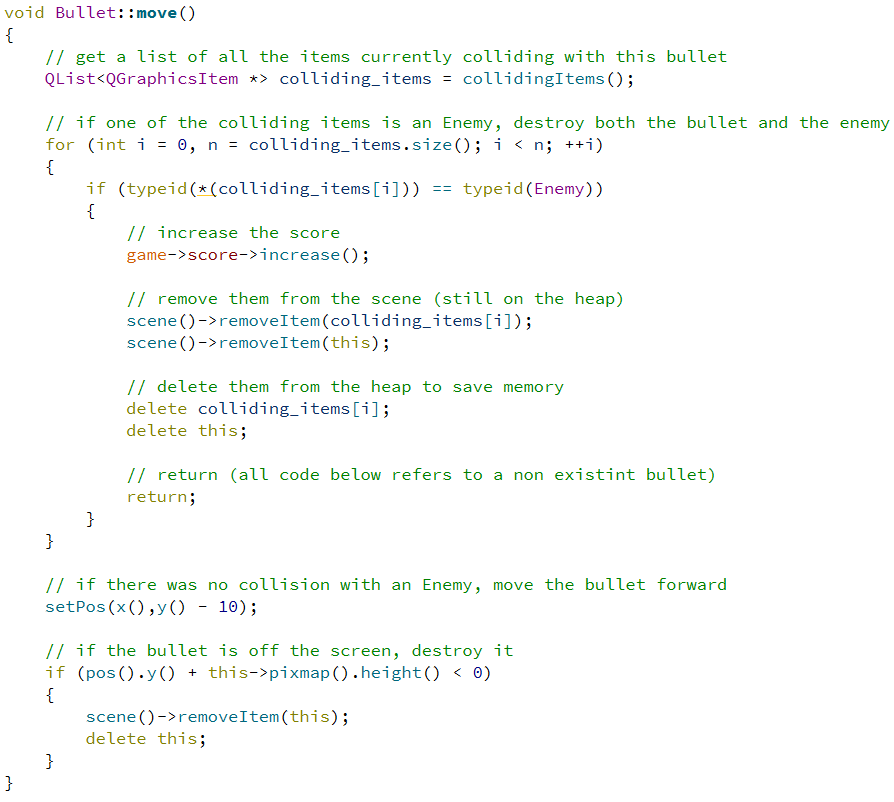 void Bullet::move()
{
    // get a list of all the items currently colliding with this bullet
    QList<QGraphicsItem *> colliding_items = collidingItems();

    // if one of the colliding items is an Enemy, destroy both the bullet and the enemy
    for (int i = 0, n = colliding_items.size(); i < n; ++i)
    {
        if (typeid(*(colliding_items[i])) == typeid(Enemy))
        {
            // increase the score
            game->score->increase();

            // remove them from the scene (still on the heap)
            scene()->removeItem(colliding_items[i]);
            scene()->removeItem(this);

            // delete them from the heap to save memory
            delete colliding_items[i];
            delete this;

            // return (all code below refers to a non existint bullet)
            return;
        }
    }

    // if there was no collision with an Enemy, move the bullet forward
    setPos(x(),y() - 10);

    // if the bullet is off the screen, destroy it
    if (pos().y() + this->pixmap().height() < 0)
    {
        scene()->removeItem(this);
        delete this;
    }
}